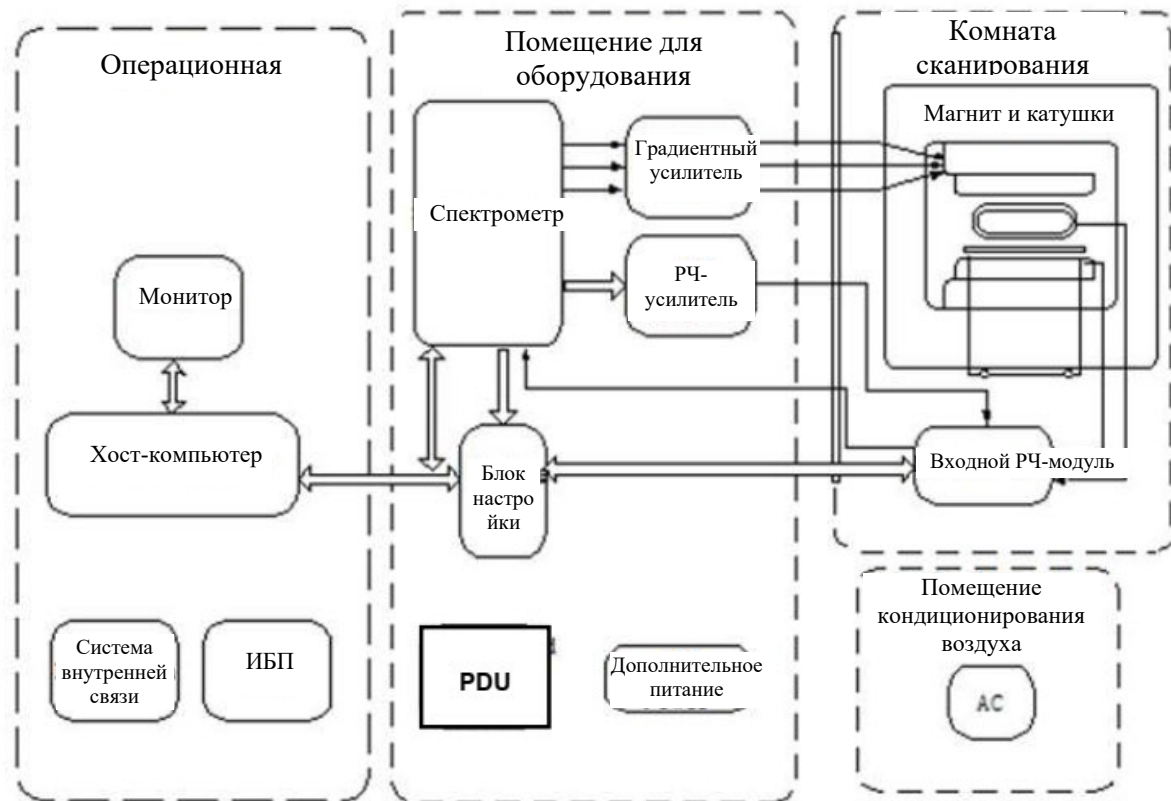 Операционная
Монитор
Хост-компьютер
Система
внутренней
связи
ИБП
Помещение для
оборудования
Спектрометр
Градиентный
усилитель
РЧ-
усилитель
Блок
настро
йки
PDU
Дополнительное
питание
Комната
сканирования
Магнит и катушки
Входной РЧ-модуль
Помещение
кондиционирования
воздуха
AC